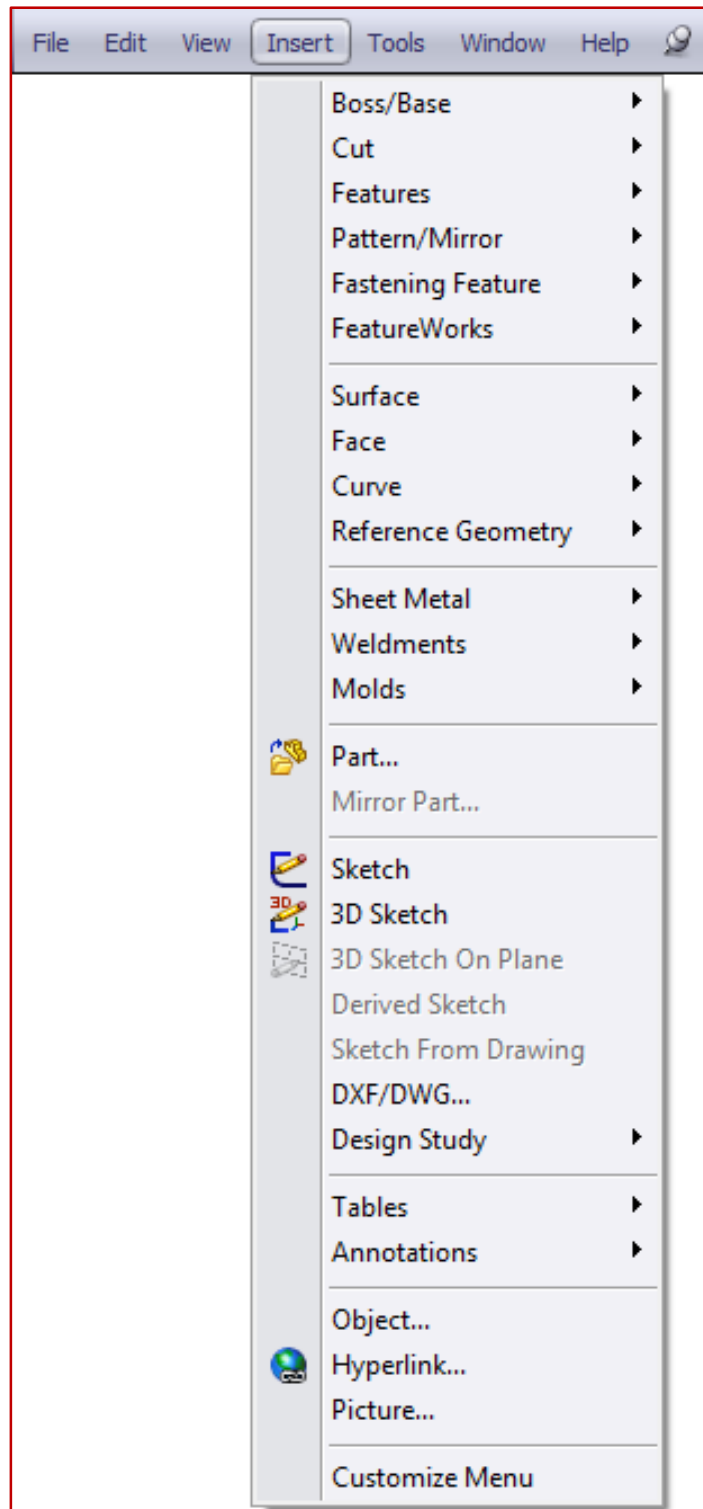 File Edit View Insert Tools Window Help
Boss/Base
Cut
Features
Pattern/Mirror
Fastening Feature
FeatureWorks
Surface
Face
Curve
Reference Geometry
Sheet Metal
Weldments
Molds
Part...
Mirror Part...
Sketch
3D 3D Sketch
3D Sketch On Plane
Derived Sketch
Sketch From Drawing
DXF/DWG...
Design Study
Tables
Annotations
Object...
Hyperlink...
Picture...
Customize Menu